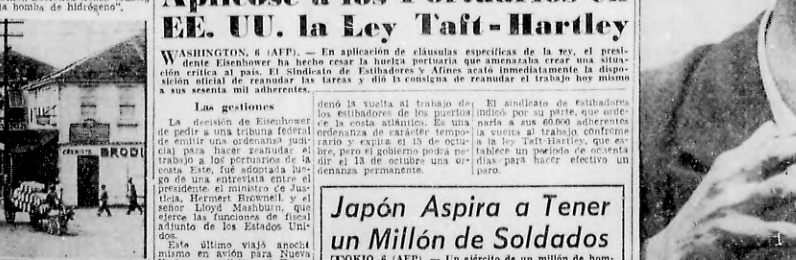 la bomba de hidrógeno".
EE. UU. la Ley Taft-Hartley
WASHINGTON, 6 (AFP). — En aplicación de cláusulas específicas de la ley, el presi-
dente Eisenhower ha hecho cesar la huelga portuaria que amenazaba crear una situa-
ción crítica al país. El Sindicato de Estibadores y Afines acató inmediatamente la dispo-
sición oficial de reanudar las tareas y dió la consigna de reanudar el trabajo hoy mismo
a sus sesenta mil adherentes.
Las gestiones
La decisión de Eisenhower
de pedir a una tribuna federal
de emitir una ordenanza judi-
cial para hacer reanudar el
trabajo a los portuarios de la
costa Este, fué adoptada lue-
go de una entrevista entre el
presidente, el ministro de Jus-
ticia, Hermert Brownell, y el
señor Lloyd Mashburn, que
ejerce las funciones de fiscal
adjunto de los Estados Uni-
dos.
Este último viajó anoche
mismo en avión para Nueva
denó la vuelta al trabajo de
los estibadores de los puertos
de la costa atlántica. Es una
ordenanza de carácter tempo-
rario y expira el 15 de octu-
bre, pero el gobierno podrá pe-
dir el 13 de octubre una or-
denanza permanente.
El sindicato de estibadores
indicó por su parte, que orde-
naría a sus 60.000 adherentes
la vuelta al trabajo, conforme
a la ley Taft-Hartley, que es-
tablece un período de ochenta
días para hacer efectivo un
paro.
Japón Aspira a Tener
un Millón de Soldados
TOKIO, 6 (AFP). — Un ejército de un millón de hom-